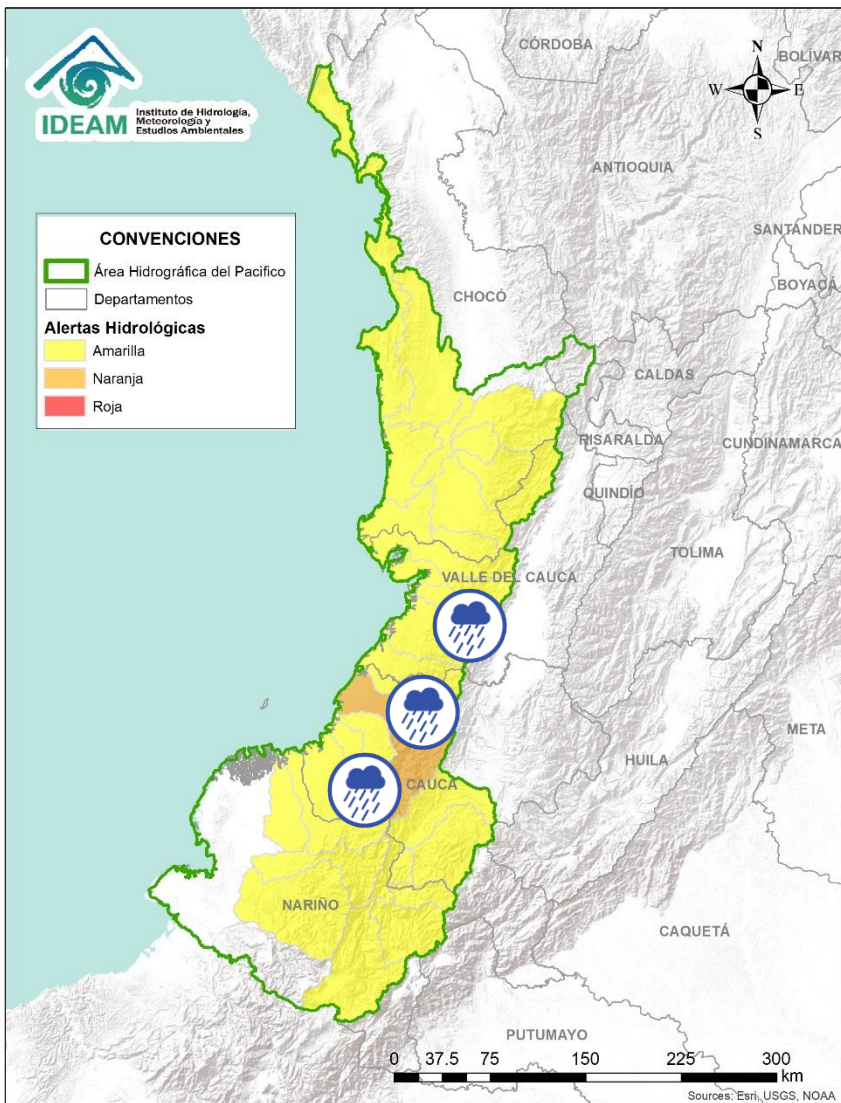 IDEAM
Instituto de Hidrología,
Meteorología y
Estudios Ambientales
N
W
E
S
CÓRDOBA
BOLÍVAR
ANTIOQUIA
SANTANDER
BOYACÁ
CONVENCIONES
Área Hidrográfica del Pacifico
Departamentos
Alertas Hidrológicas
Amarilla
Naranja
Roja
CHOCÓ
CALDAS
RISARALDA
CUNDINAMARCA
QUINDÍO
TOLIMA
VALLE DEL CAUCA
META
HUILA
CAUCA
NARIÑO
CAQUETÁ
PUTUMAYO
0 37.5 75 150 225 300
km
Sources: Esri, USGS, NOAA